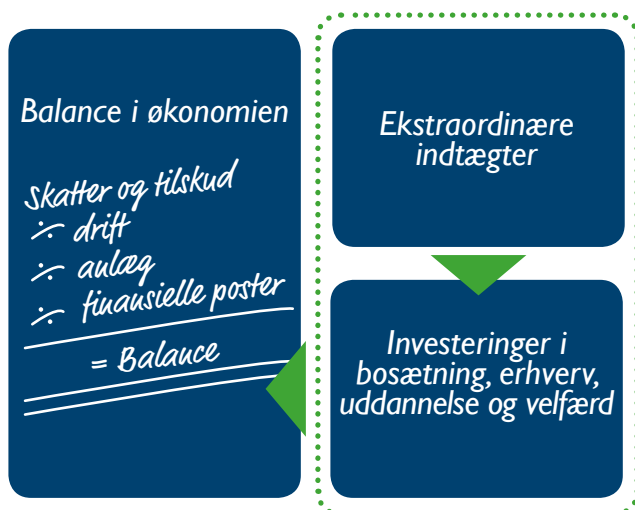 Balance i økonomien
Skatter og tilskud
÷ drift
÷ anlæg
÷ finansielle poster
= Balance
Ekstraordinære
indtægter
Investeringer i
bosætning, erhverv,
uddannelse og velfærd